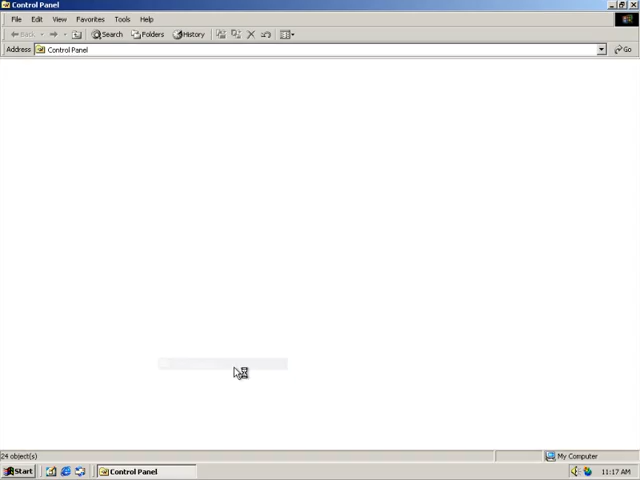 Control Panel
File Edit View Favorites Tools Help
Back Search Folders History
Address Control Panel Go
24 object(s) My Computer
Start Control Panel 11:17 AM